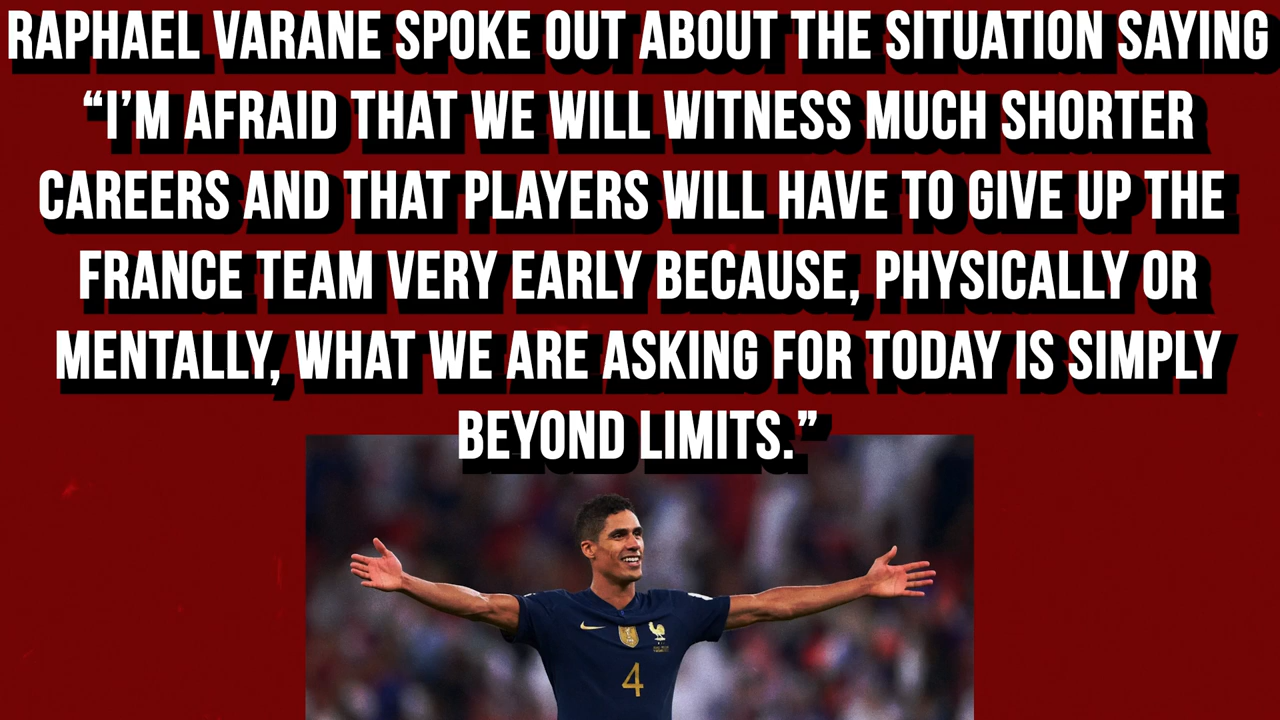 RAPHAEL VARANE SPOKE OUT ABOUT THE SITUATION SAYING
“I’M AFRAID THAT WE WILL WITNESS MUCH SHORTER
CAREERS AND THAT PLAYERS WILL HAVE TO GIVE UP THE
FRANCE TEAM VERY EARLY BECAUSE, PHYSICALLY OR
MENTALLY, WHAT WE ARE ASKING FOR TODAY IS SIMPLY
BEYOND LIMITS.”
4